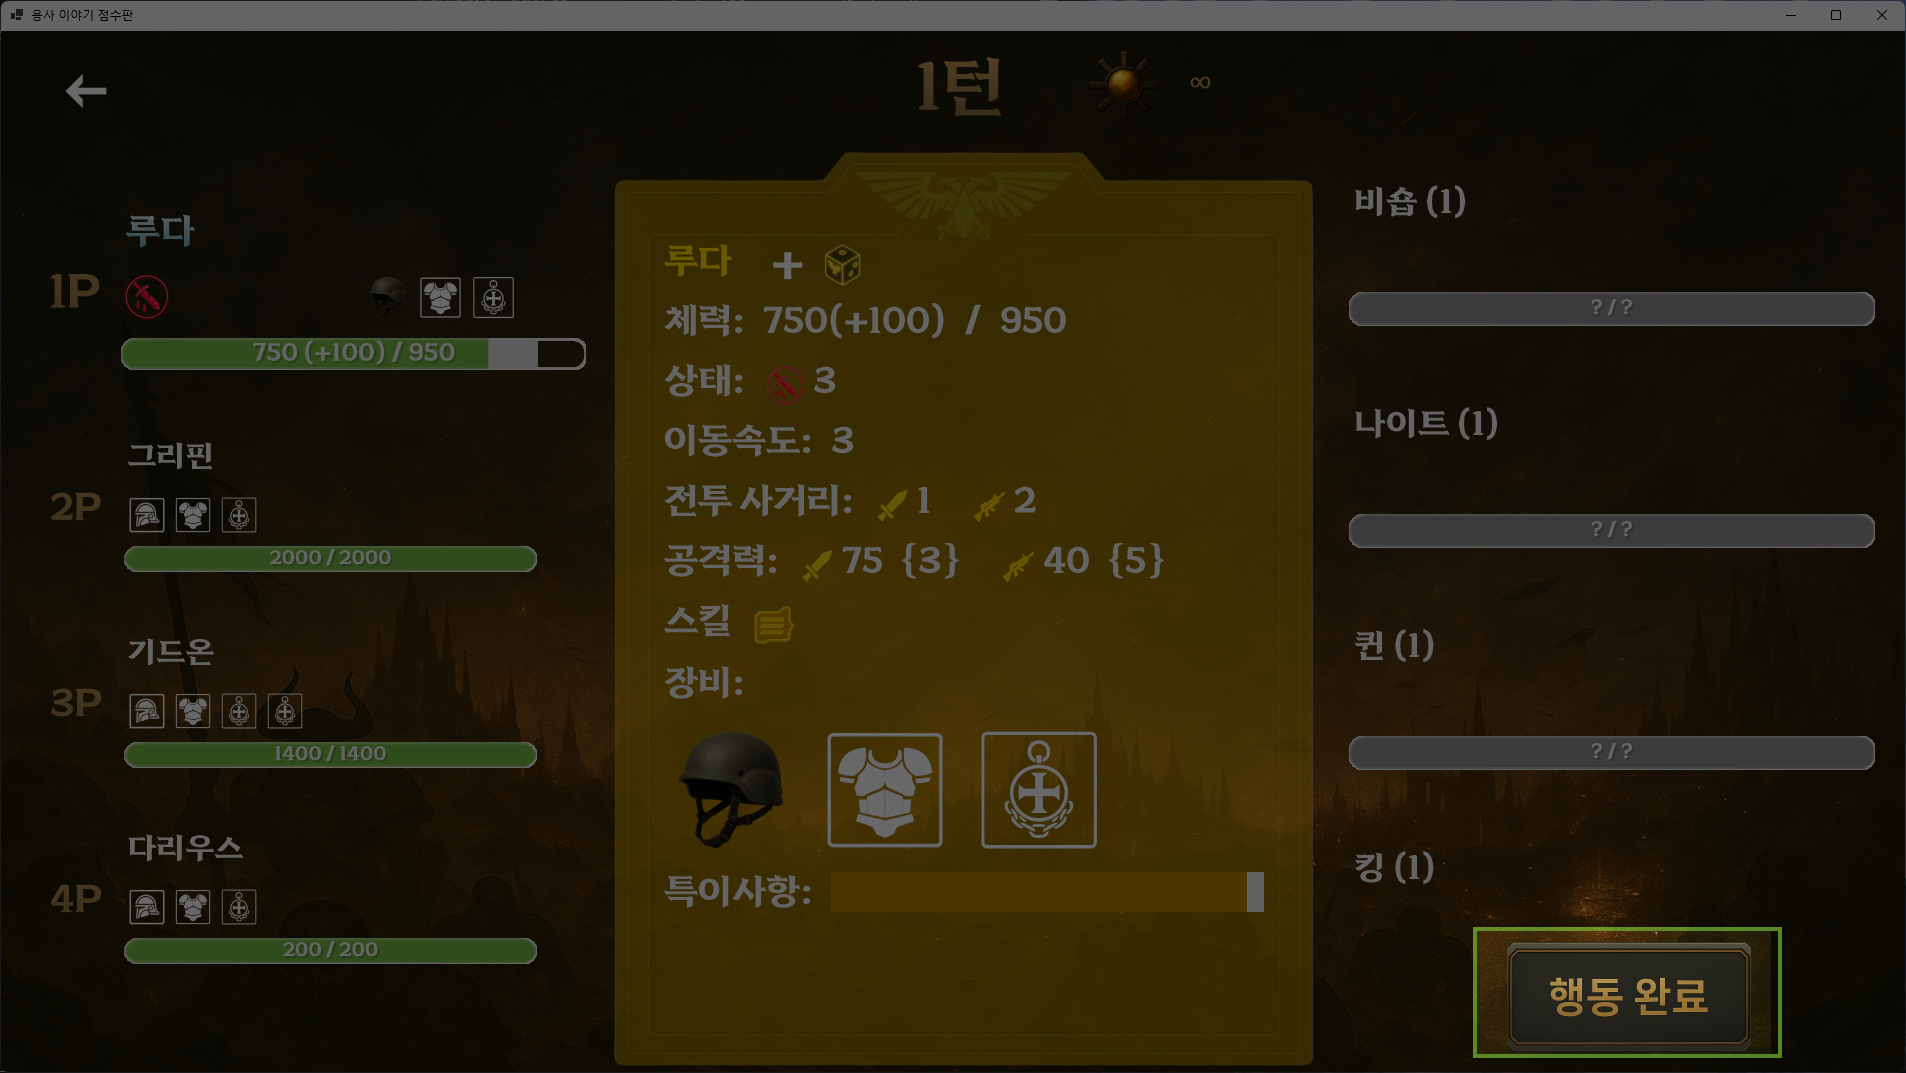 용사 이야기 점수판
1턴
∞
루다
1P
750 (+100) / 950
그리핀
2P
2000 / 2000
기드온
3P
1400 / 1400
다리우스
4P
200 / 200
루다 +
체력: 750(+100) / 950
상태: 3
이동속도: 3
전투 사거리: 1 2
공격력: 75 {3} 40 {5}
스킬
장비:
특이사항:
비숍 (1)
? / ?
나이트 (1)
? / ?
퀸 (1)
? / ?
킹 (1)
행동 완료